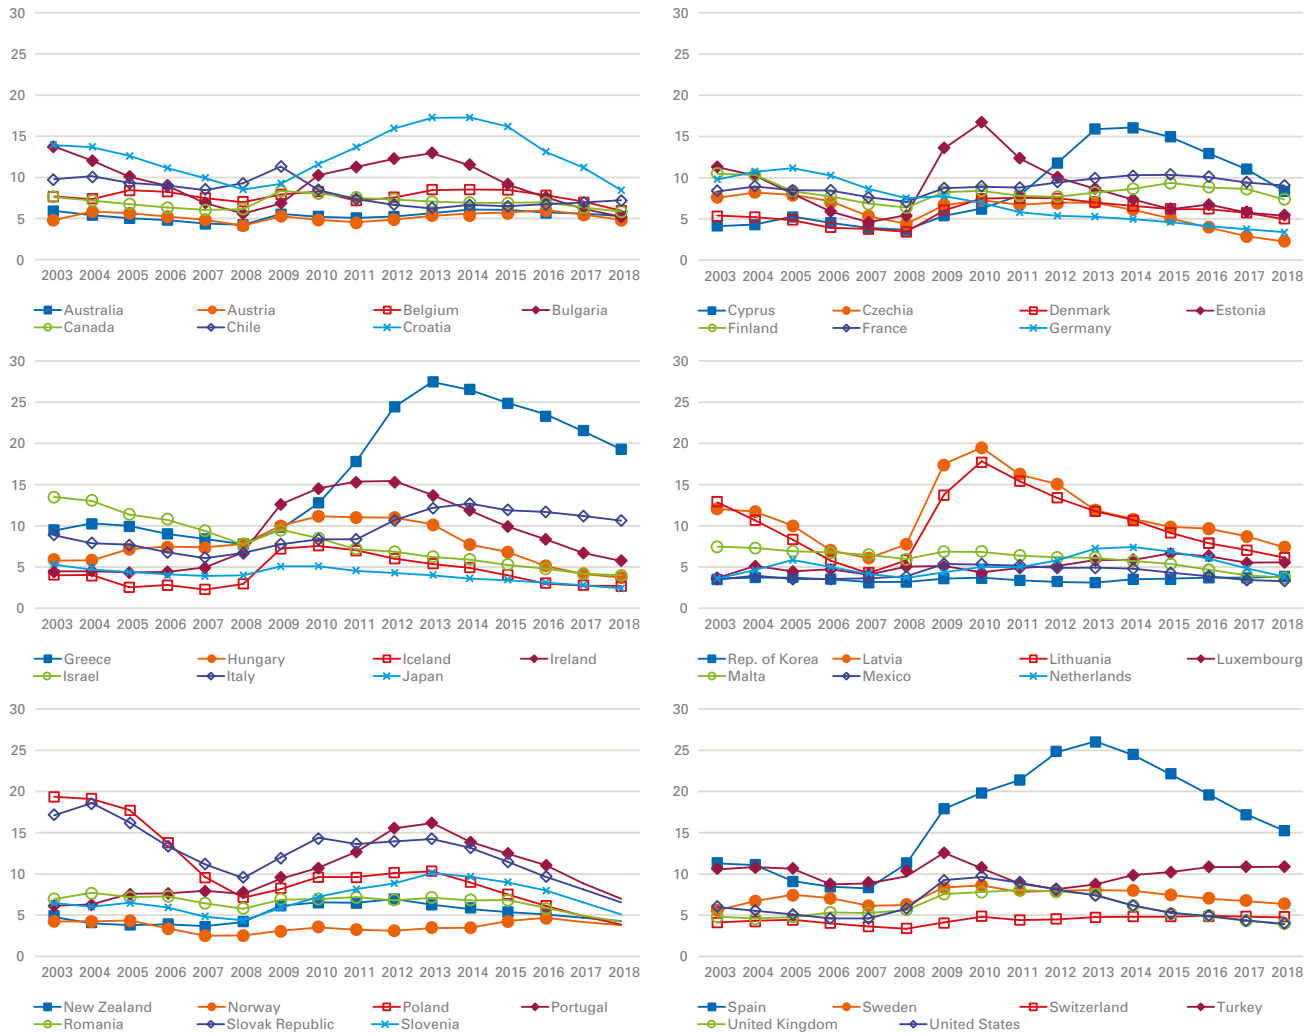 30
25
20
15
10
5
0
2003 2004 2005 2006 2007 2008 2009 2010 2011 2012 2013 2014 2015 2016 2017 2018
Australia Austria Belgium Bulgaria
Canada Chile Croatia
30
25
20
15
10
5
0
2003 2004 2005 2006 2007 2008 2009 2010 2011 2012 2013 2014 2015 2016 2017 2018
Cyprus Czechia Denmark Estonia
Finland France Germany
30
25
20
15
10
5
0
2003 2004 2005 2006 2007 2008 2009 2010 2011 2012 2013 2014 2015 2016 2017 2018
Greece Hungary Iceland Ireland
Israel Italy Japan
30
25
20
15
10
5
0
2003 2004 2005 2006 2007 2008 2009 2010 2011 2012 2013 2014 2015 2016 2017 2018
Rep. of Korea Latvia Lithuania Luxembourg
Malta Mexico Netherlands
30
25
20
15
10
5
0
2003 2004 2005 2006 2007 2008 2009 2010 2011 2012 2013 2014 2015 2016 2017 2018
New Zealand Norway Poland Portugal
Romania Slovak Republic Slovenia
30
25
20
15
10
5
0
2003 2004 2005 2006 2007 2008 2009 2010 2011 2012 2013 2014 2015 2016 2017 2018
Spain Sweden Switzerland Turkey
United Kingdom United States